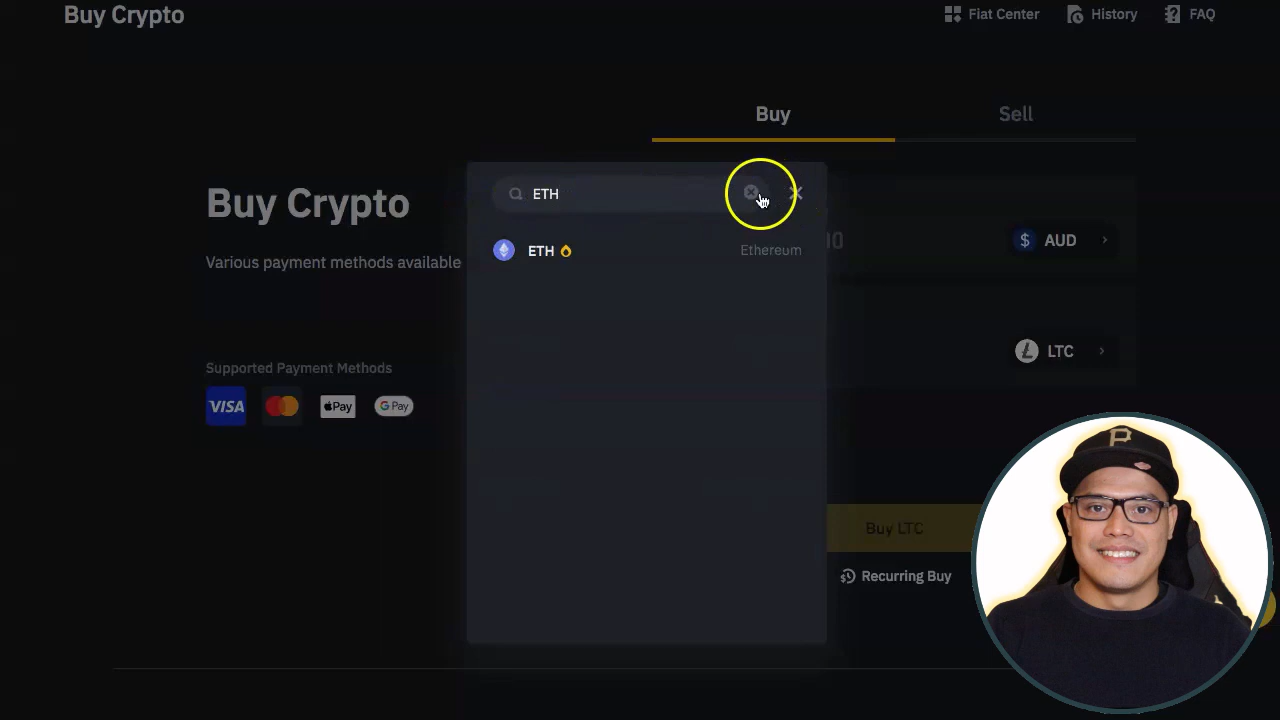 Buy Crypto
Fiat Center
History
FAQ
Buy
Sell
ETH
ETH
Ethereum
Buy Crypto
Various payment methods available
AUD
LTC
Supported Payment Methods
VISA
Pay
G Pay
Buy LTC
Recurring Buy
P